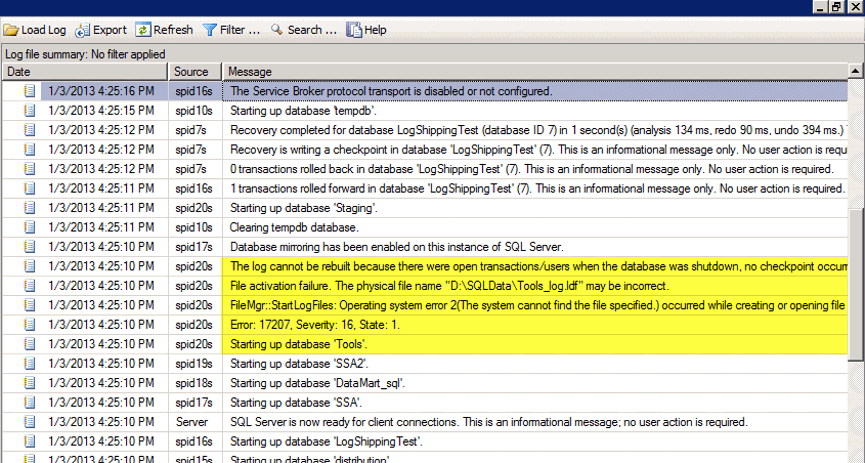 Load Log Export Refresh Filter ... Search ... Help
Log file summary: No filter applied
Date Source Message
1/3/2013 4:25:16 PM spid16s The Service Broker protocol transport is disabled or not configured.
1/3/2013 4:25:15 PM spid10s Starting up database 'tempdb'.
1/3/2013 4:25:12 PM spid7s Recovery completed for database LogShippingTest (database ID 7) in 1 second(s) (analysis 134 ms, redo 90 ms, undo 394 ms.)
1/3/2013 4:25:12 PM spid7s Recovery is writing a checkpoint in database 'LogShippingTest' (7). This is an informational message only. No user action is requ
1/3/2013 4:25:12 PM spid7s 0 transactions rolled back in database 'LogShippingTest' (7). This is an informational message only. No user action is required.
1/3/2013 4:25:11 PM spid16s 1 transactions rolled forward in database 'LogShippingTest' (7). This is an informational message only. No user action is required.
1/3/2013 4:25:11 PM spid20s Starting up database 'Staging'.
1/3/2013 4:25:11 PM spid10s Clearing tempdb database.
1/3/2013 4:25:10 PM spid17s Database mirroring has been enabled on this instance of SQL Server.
1/3/2013 4:25:10 PM spid20s The log cannot be rebuilt because there were open transactions/users when the database was shutdown, no checkpoint occurr
1/3/2013 4:25:10 PM spid20s File activation failure. The physical file name "D:\SQLData\Tools_log.ldf" may be incorrect.
1/3/2013 4:25:10 PM spid20s FileMgr::StartLogFiles: Operating system error 2(The system cannot find the file specified.) occurred while creating or opening file
1/3/2013 4:25:10 PM spid20s Error: 17207, Severity: 16, State: 1.
1/3/2013 4:25:10 PM spid20s Starting up database 'Tools'.
1/3/2013 4:25:10 PM spid19s Starting up database 'SSA2'.
1/3/2013 4:25:10 PM spid18s Starting up database 'DataMart_sql'.
1/3/2013 4:25:10 PM spid17s Starting up database 'SSA'.
1/3/2013 4:25:10 PM Server SQL Server is now ready for client connections. This is an informational message; no user action is required.
1/3/2013 4:25:10 PM spid16s Starting up database 'LogShippingTest'.
1/3/2013 4:25:10 PM spid15s Starting up database 'distribution'.